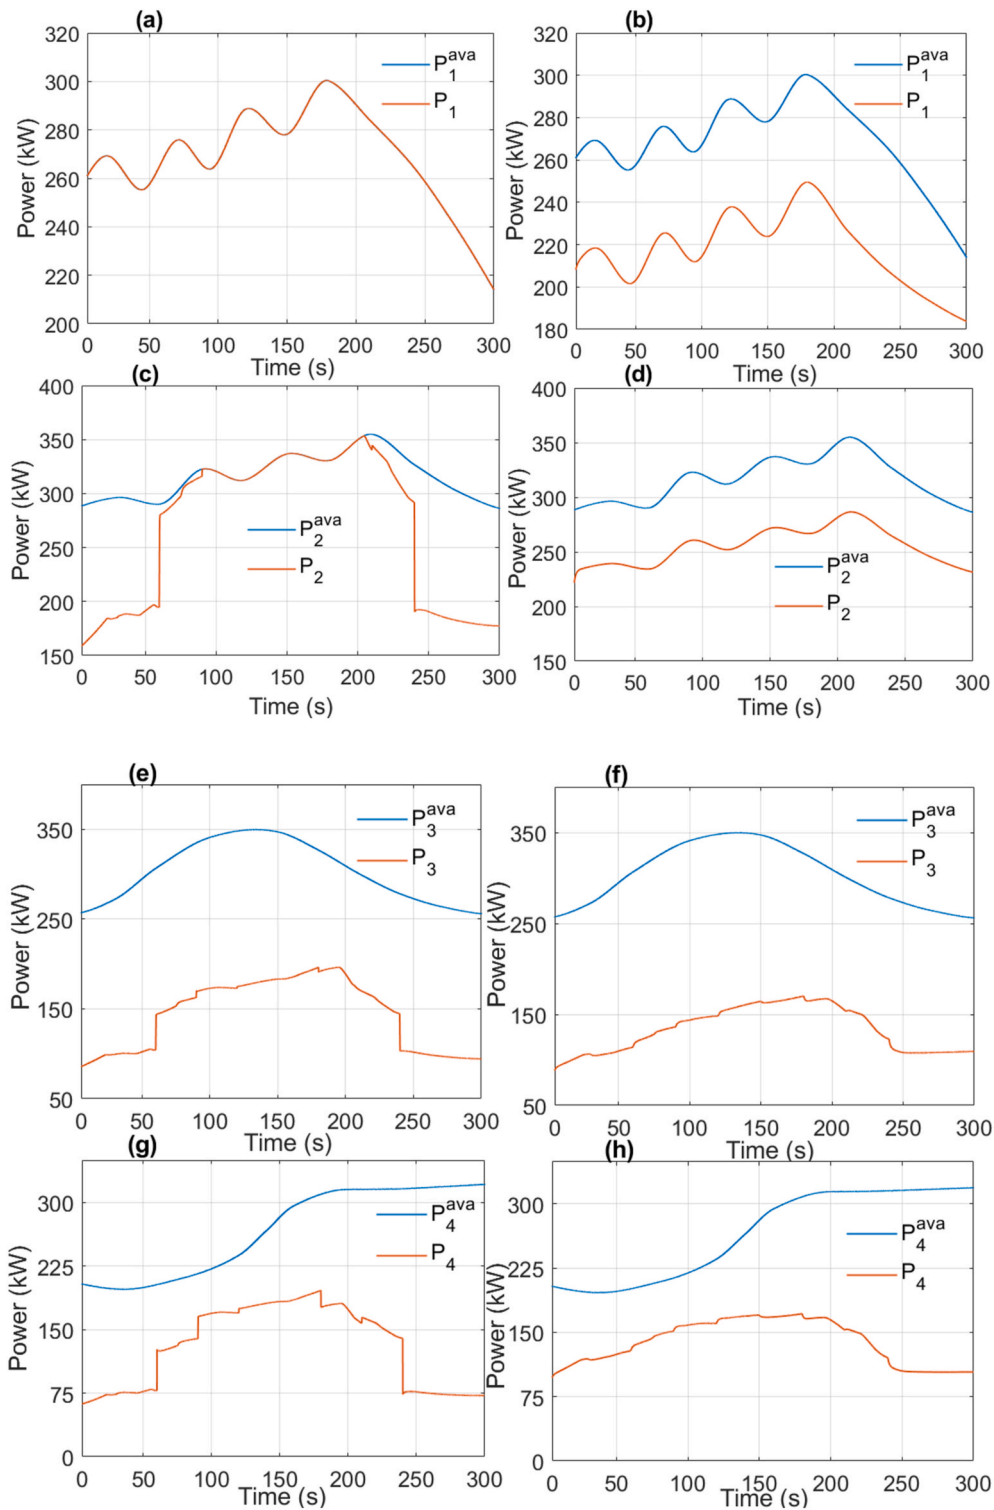 (a)
320
300
280
260
240
220
200
Power (kW)
P₁ᵃᵛᵃ
P₁
0 50 100 150 200 250 300
Time (s)
(b)
320
300
280
260
240
220
200
180
Power (kW)
P₁ᵃᵛᵃ
P₁
0 50 100 150 200 250 300
Time (s)
(c)
400
350
300
250
200
150
Power (kW)
P₂ᵃᵛᵃ
P₂
0 50 100 150 200 250 300
Time (s)
(d)
400
350
300
250
200
150
Power (kW)
P₂ᵃᵛᵃ
P₂
0 50 100 150 200 250 300
Time (s)
(e)
350
250
150
50
Power (kW)
P₃ᵃᵛᵃ
P₃
0 50 100 150 200 250 300
Time (s)
(f)
350
250
150
50
Power (kW)
P₃ᵃᵛᵃ
P₃
0 50 100 150 200 250 300
Time (s)
(g)
300
225
150
75
0
Power (kW)
P₄ᵃᵛᵃ
P₄
0 50 100 150 200 250 300
Time (s)
(h)
300
225
150
75
0
Power (kW)
P₄ᵃᵛᵃ
P₄
0 50 100 150 200 250 300
Time (s)